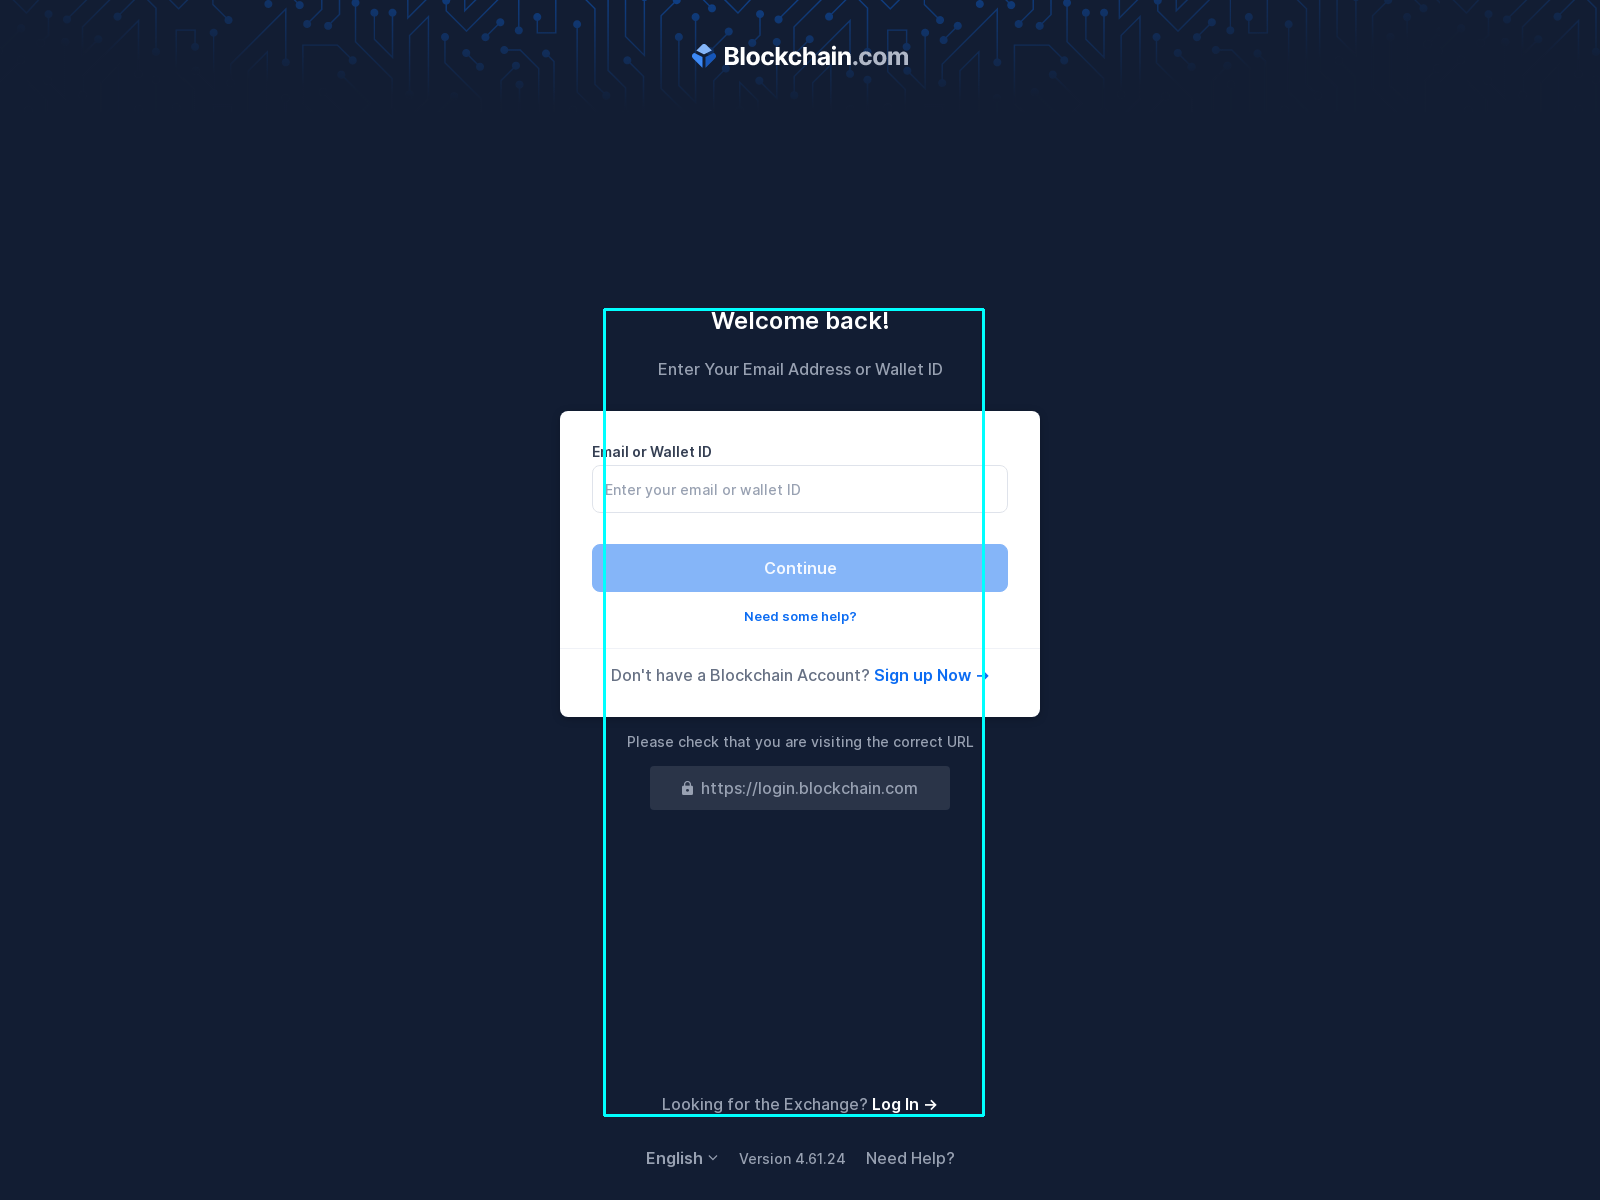 Blockchain.com
Welcome back!
Enter Your Email Address or Wallet ID
Email or Wallet ID
Enter your email or wallet ID
Continue
Need some help?
Don't have a Blockchain Account? Sign up Now →
Please check that you are visiting the correct URL
https://login.blockchain.com
Looking for the Exchange? Log In →
English Version 4.61.24 Need Help?